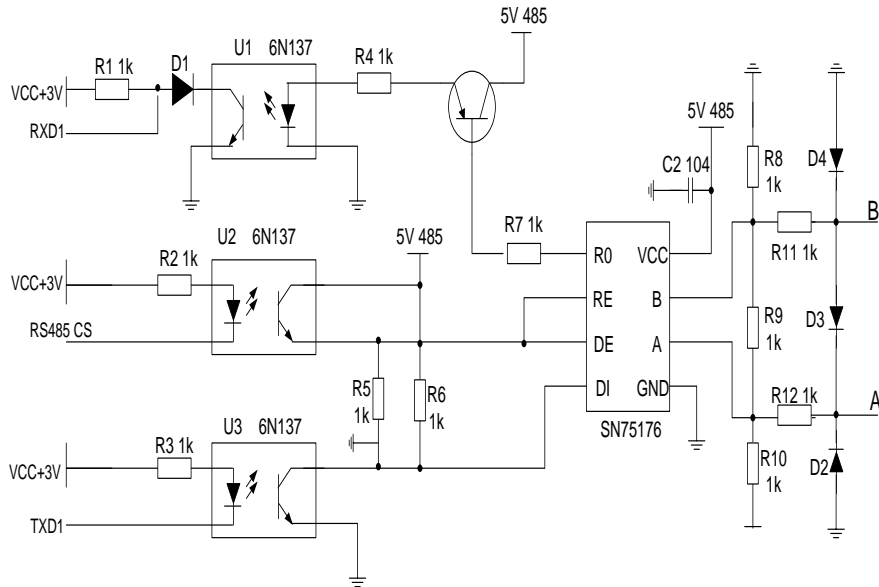 5V 485
U1 6N137
D1
R1 1k
R4 1k
VCC+3V
RXD1
5V 485
C2 104
R8
1k
D4
B
R7 1k
R0
VCC
R11 1k
U2 6N137
5V 485
R2 1k
VCC+3V
RE
B
R9
1k
D3
RS485 CS
DE
A
R5
1k
R6
1k
DI
GND
R12 1k
A
SN75176
U3 6N137
R3 1k
VCC+3V
R10
1k
D2
TXD1